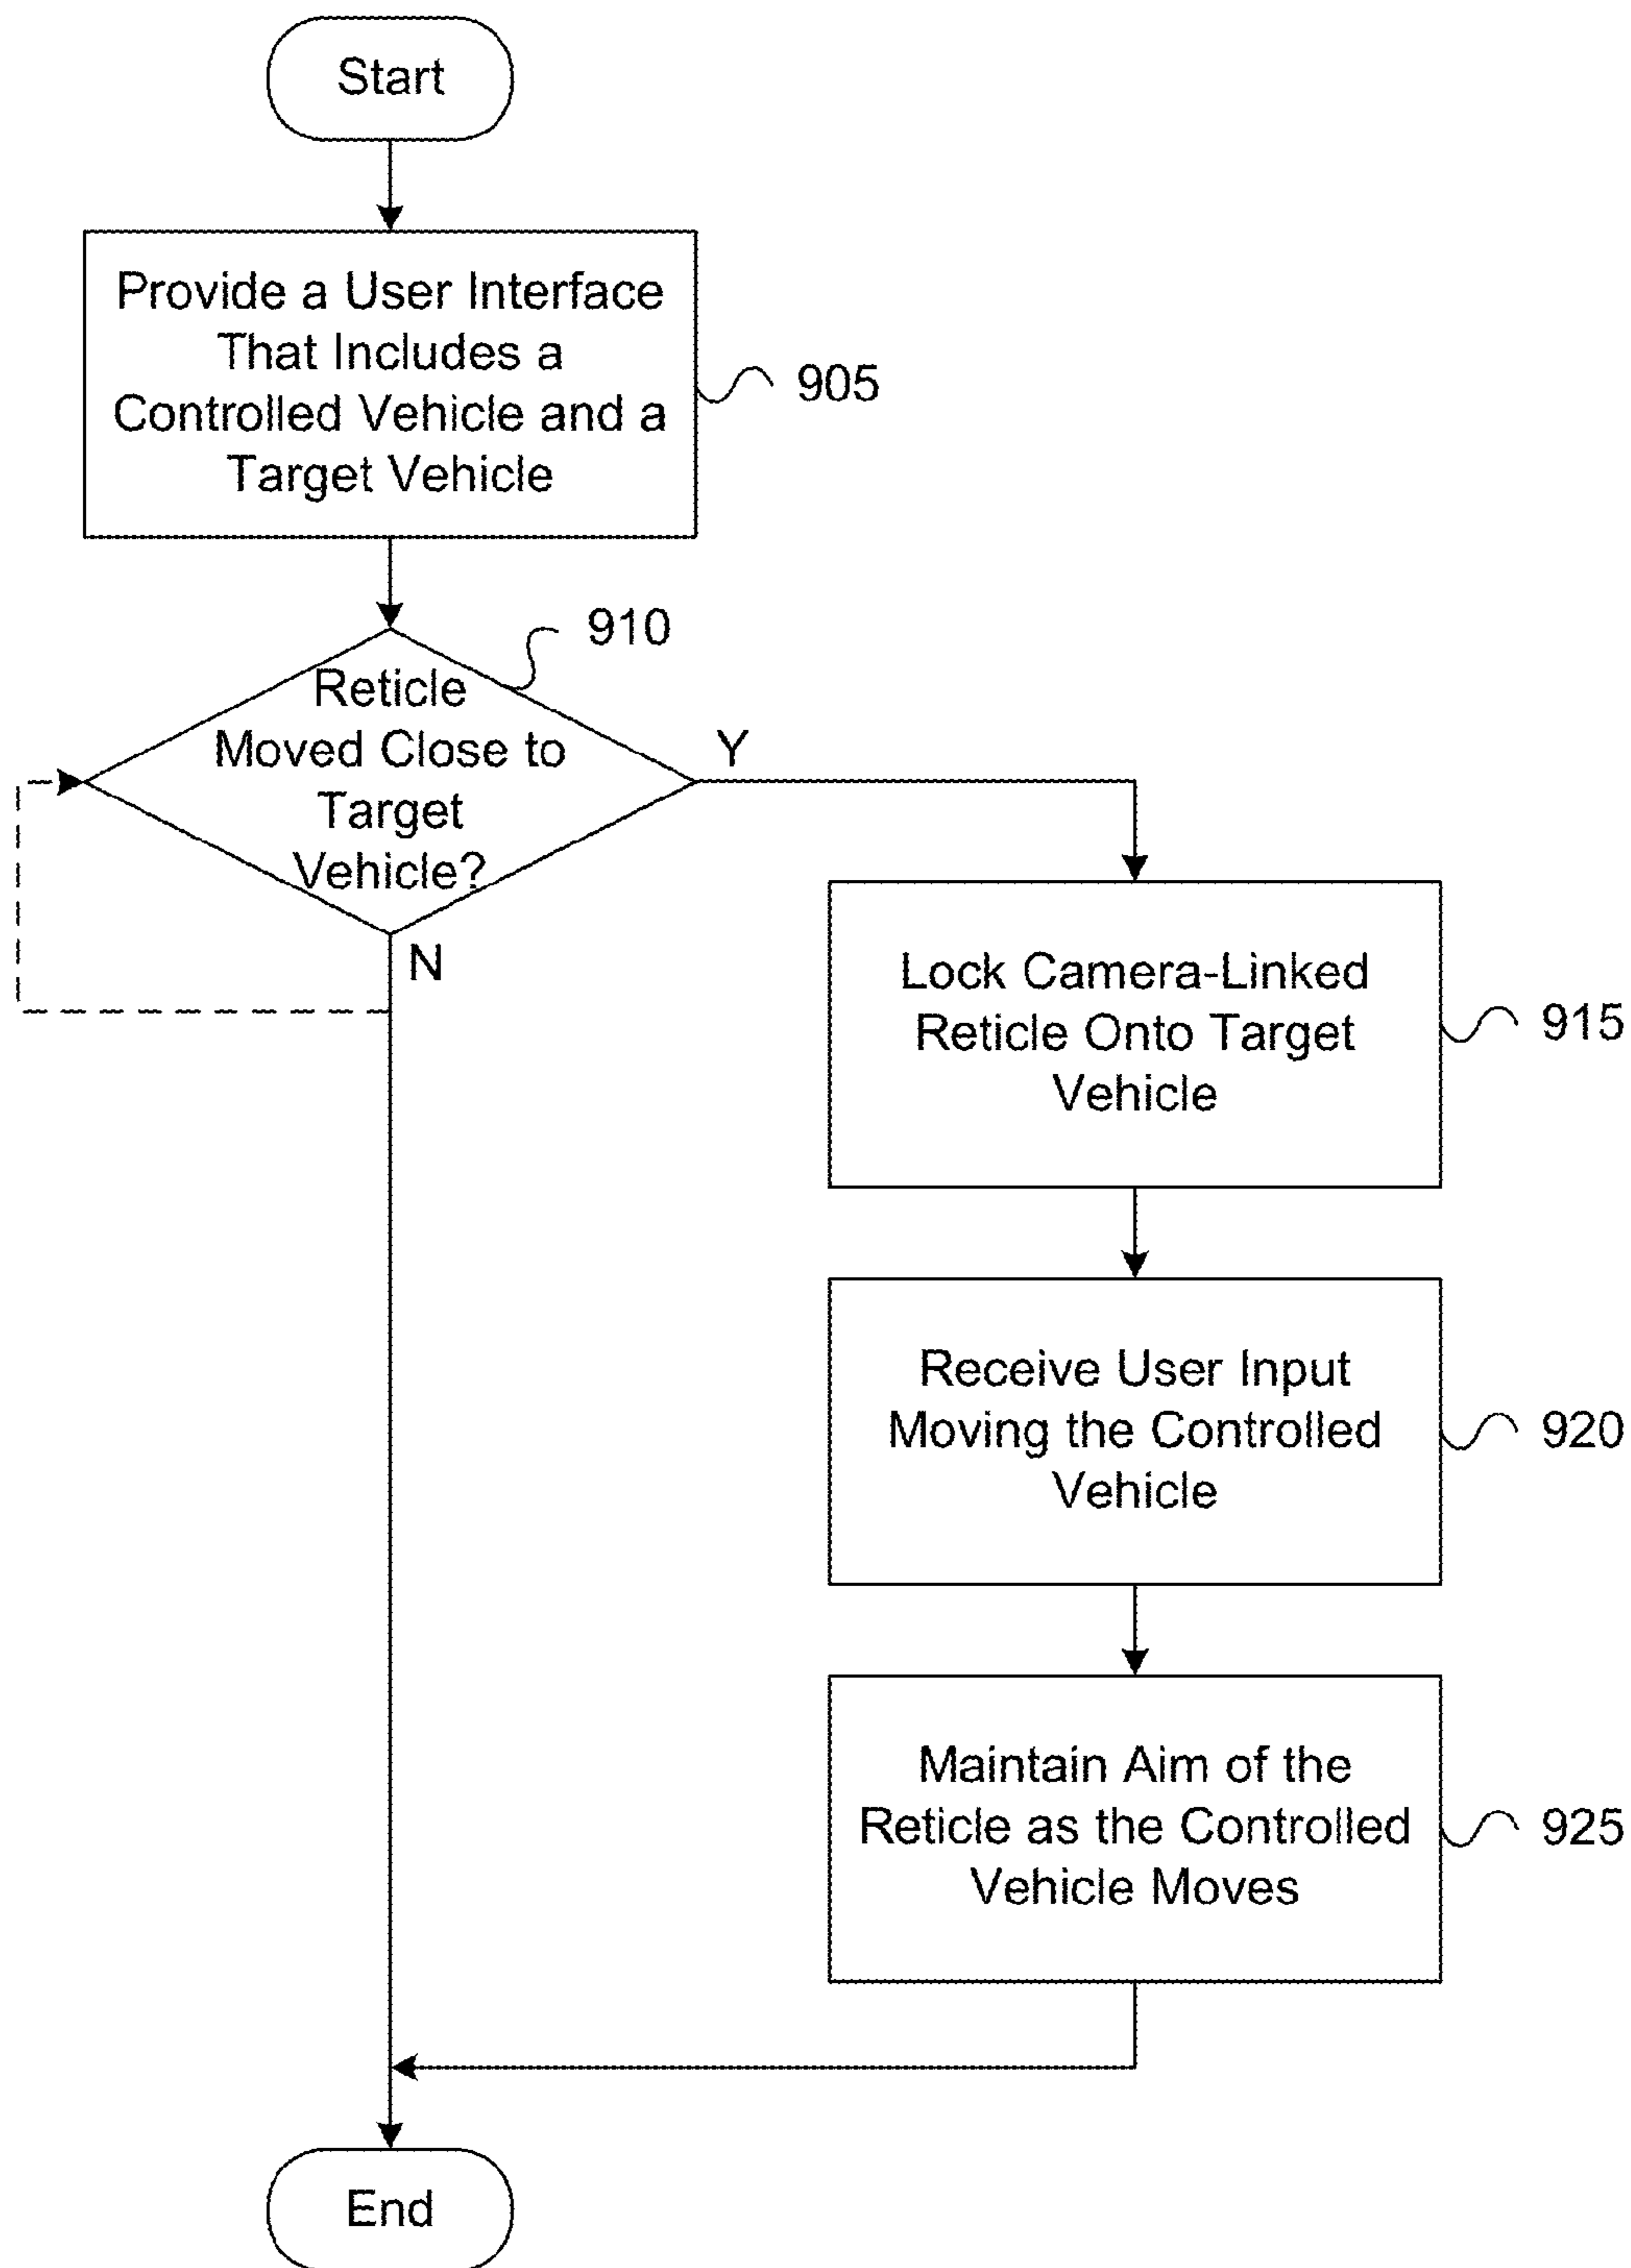 Start
Provide a User Interface
That Includes a
Controlled Vehicle and a
Target Vehicle
905
910
Reticle
Moved Close to
Target
Vehicle?
Y
N
Lock Camera-Linked
Reticle Onto Target
Vehicle
915
Receive User Input
Moving the Controlled
Vehicle
920
Maintain Aim of the
Reticle as the Controlled
Vehicle Moves
925
End